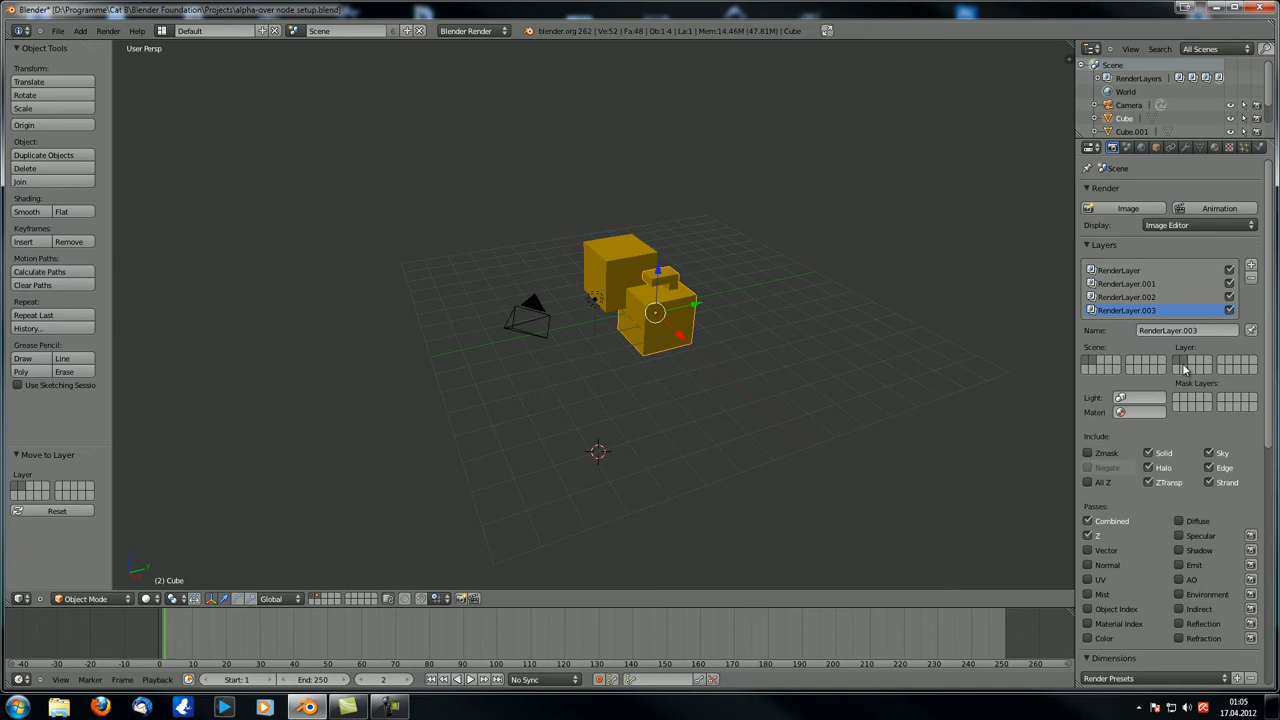 Blender* [D:\Programme\Cat B\Blender Foundation\Projects\alpha-over node setup.blend]
File Add Render Help Default Scene 6 Blender Render blender.org 262 | Ve:52 | Fa:48 | Ob:1-4 | La:1 | Mem:14.46M (47.81M) | Cube
Object Tools
Transform:
Translate
Rotate
Scale
Origin
Object:
Duplicate Objects
Delete
Join
Shading:
Smooth Flat
Keyframes:
Insert Remove
Motion Paths:
Calculate Paths
Clear Paths
Repeat:
Repeat Last
History...
Grease Pencil:
Draw Line
Poly Erase
Use Sketching Sessio
Move to Layer
Layer
Reset
User Persp
(2) Cube
Object Mode Global
View Search All Scenes
Scene
RenderLayers
World
Camera
Cube
Cube.001
Scene
Render
Image Animation
Display: Image Editor
Layers
RenderLayer
RenderLayer.001
RenderLayer.002
RenderLayer.003
Name: RenderLayer.003
Scene: Layer:
Mask Layers:
Light:
Materi
Include:
Zmask Solid Sky
Negate Halo Edge
All Z ZTransp Strand
Passes:
Combined Diffuse
Z Specular
Vector Shadow
Normal Emit
UV AO
Mist Environment
Object Index Indirect
Material Index Reflection
Color Refraction
Dimensions
Render Presets
-40 -30 -20 -10 0 10 20 30 40 50 60 70 80 90 100 110 120 130 140 150 160 170 180 190 200 210 220 230 240 250 260
View Marker Frame Playback Start: 1 End: 250 2 No Sync
01:05
17.04.2012